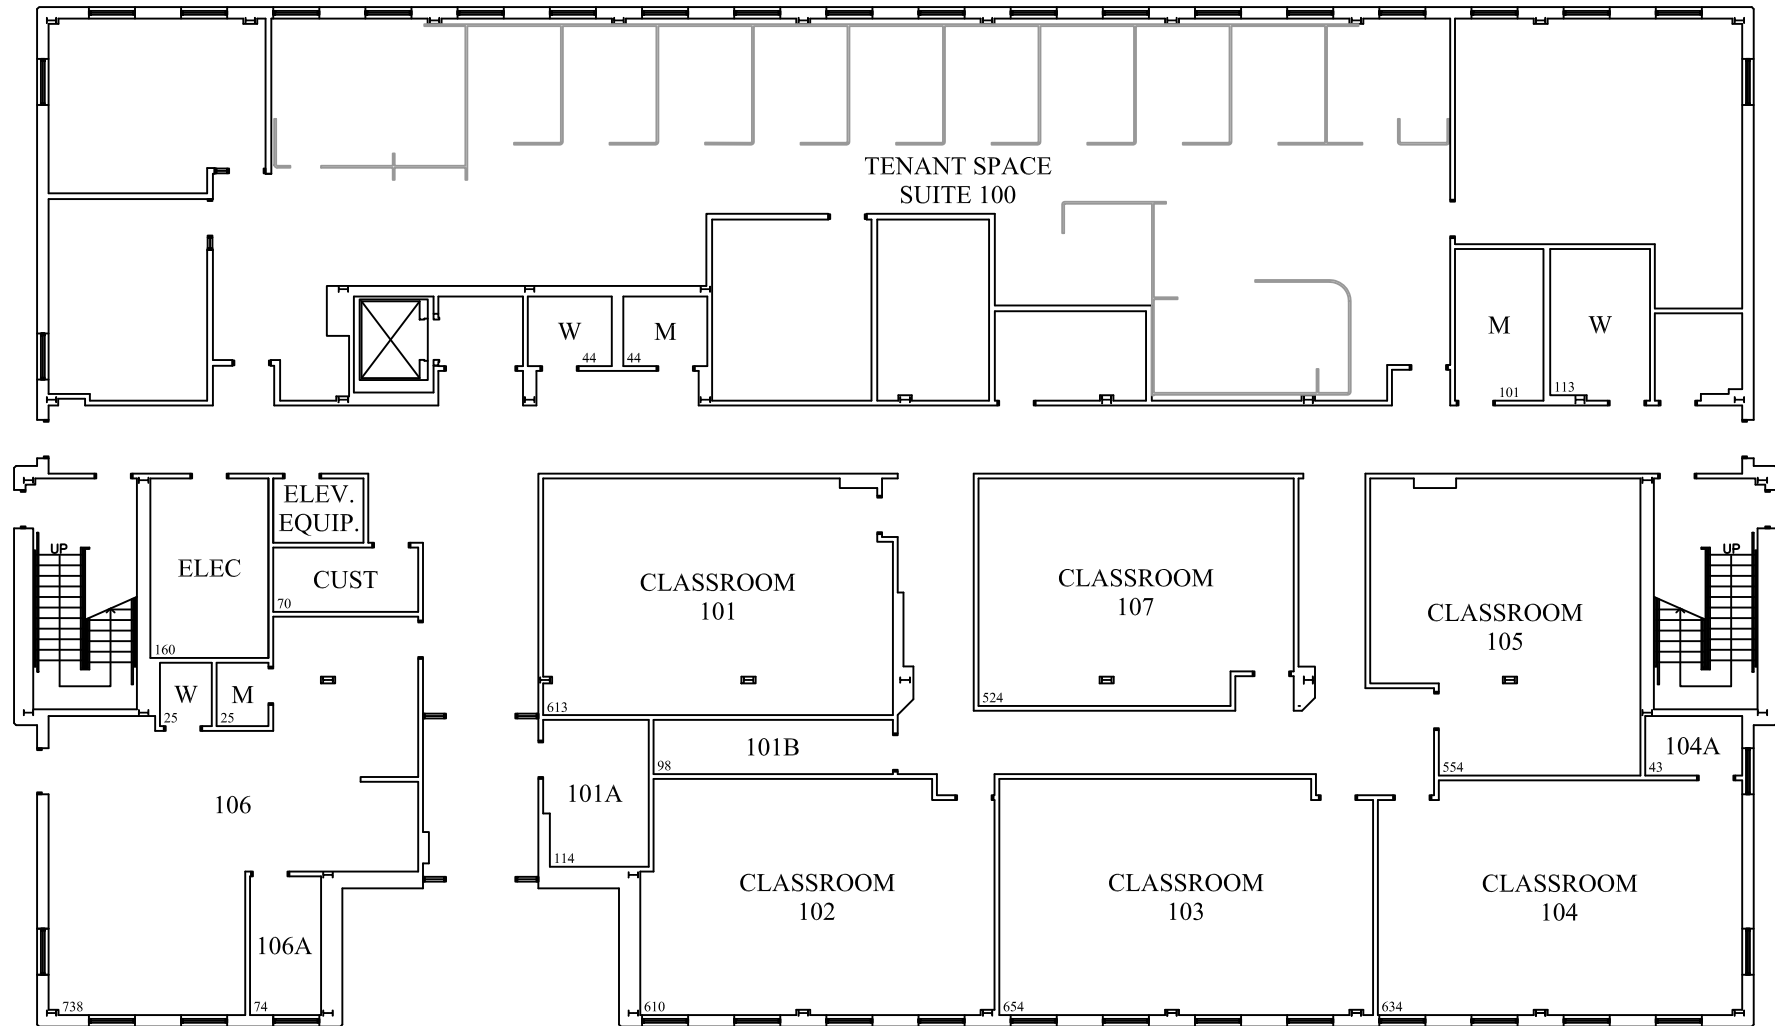 TENANT SPACE
SUITE 100
W
44
M
44
M
101
W
113
ELEV.
EQUIP.
UP
ELEC
160
CUST
70
CLASSROOM
101
613
CLASSROOM
107
524
CLASSROOM
105
554
UP
W
25
M
25
101B
98
104A
43
106
738
101A
114
106A
74
CLASSROOM
102
610
CLASSROOM
103
654
CLASSROOM
104
634